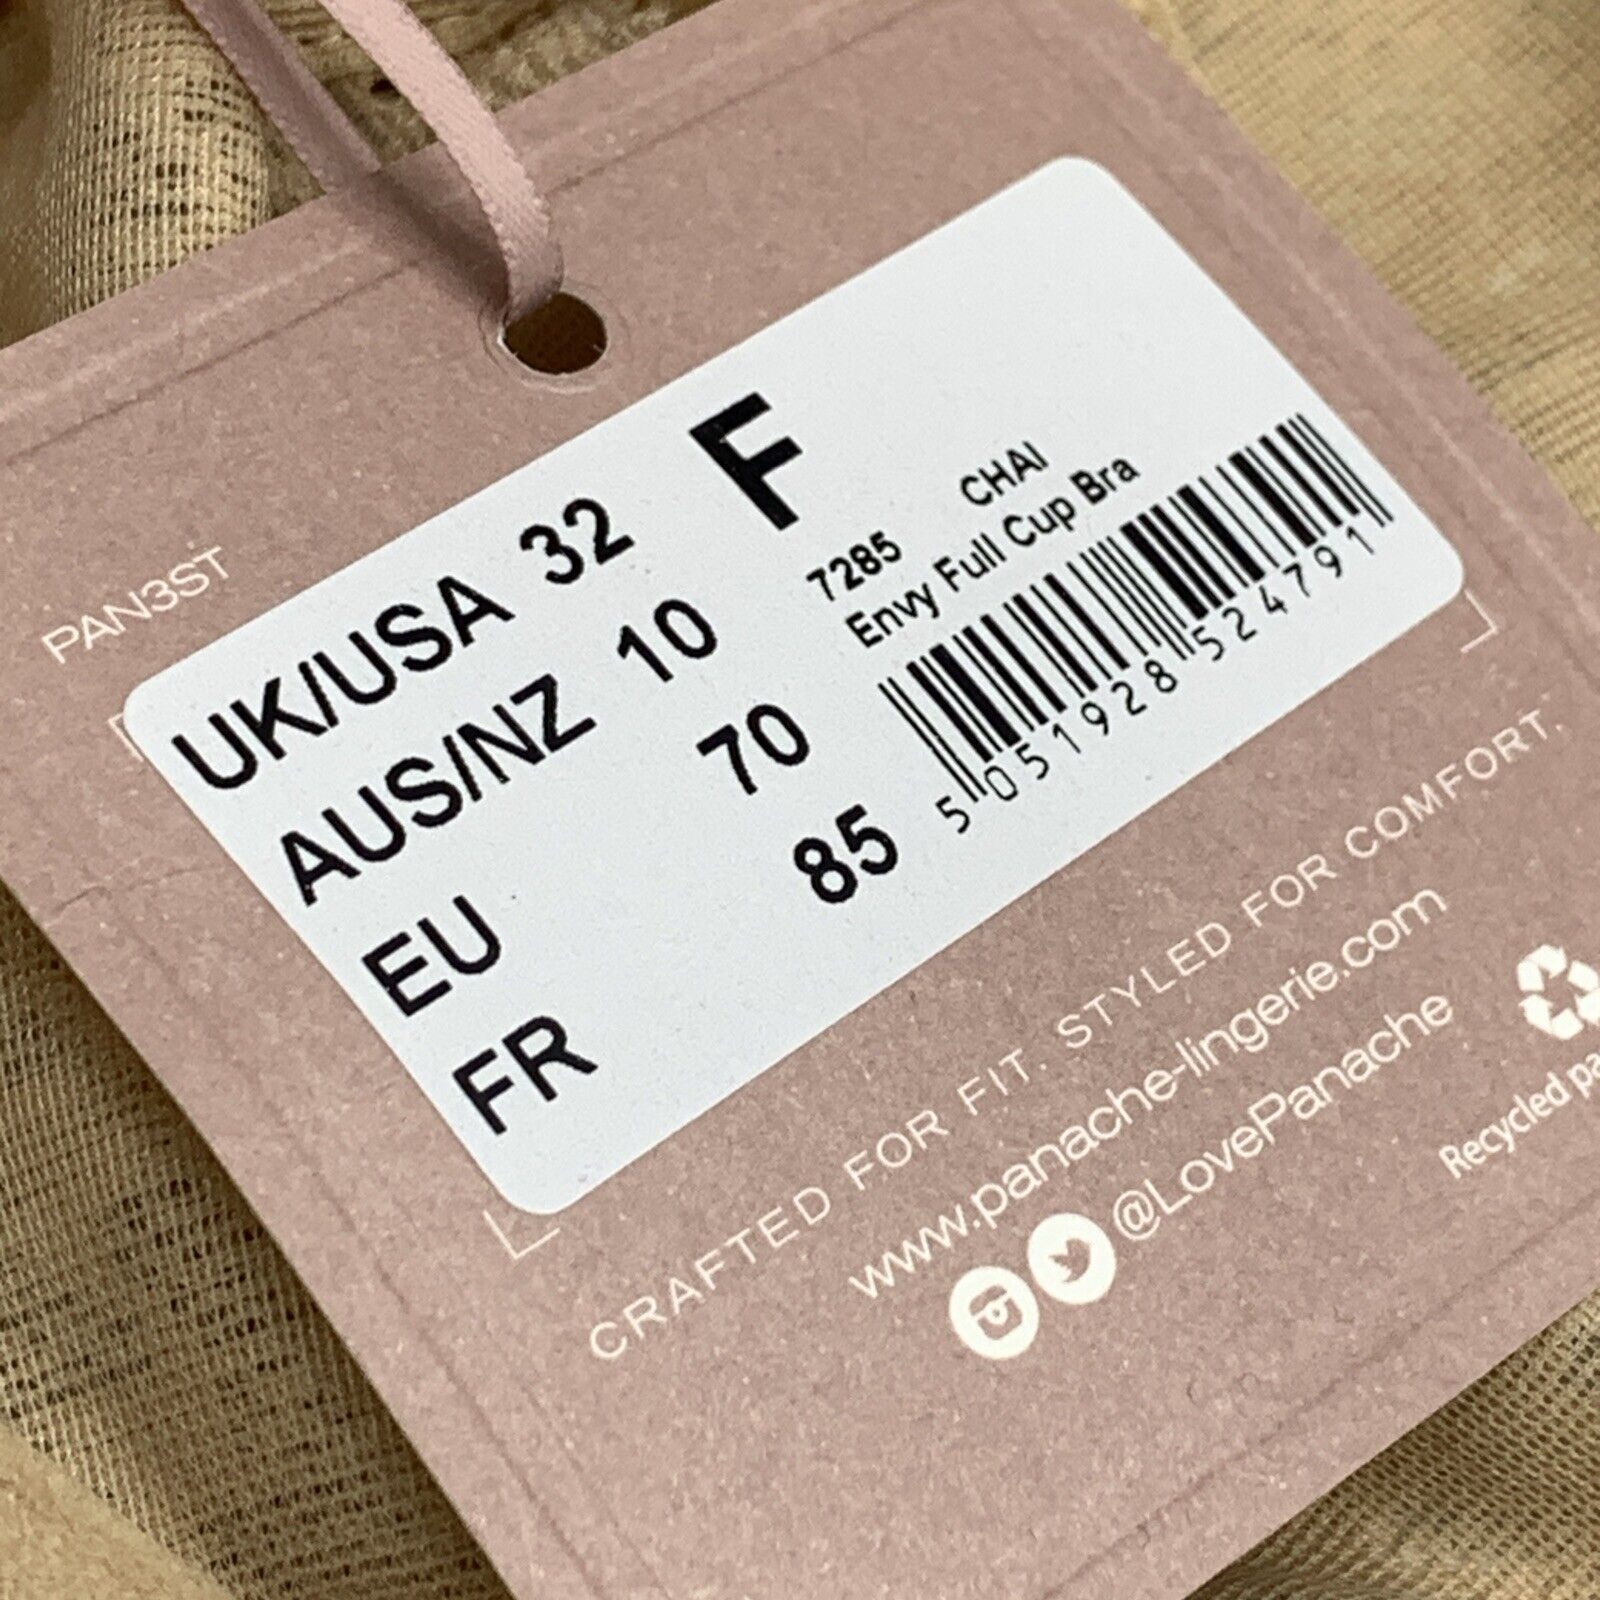 PAN3ST
UK/USA 32 F
AUS/NZ 10
EU 70
FR 85
7285 CHAI
Envy Full Cup Bra
5 051928 524791
CRAFTED FOR FIT. STYLED FOR COMFORT.
www.panache-lingerie.com
@LovePanache
Recycled